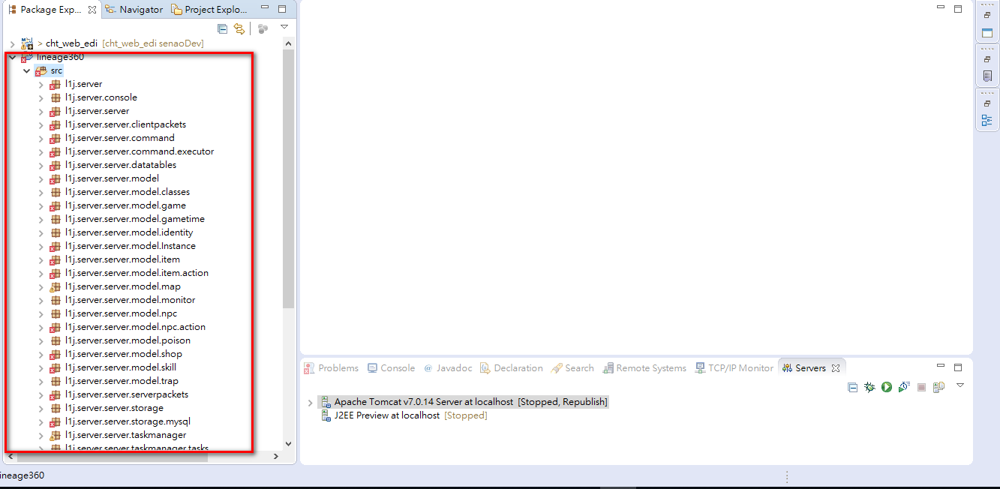 Package Exp... Navigator Project Explo...
> cht_web_edi [cht_web_edi senaoDev]
lineage360
src
l1j.server
l1j.server.console
l1j.server.server
l1j.server.server.clientpackets
l1j.server.server.command
l1j.server.server.command.executor
l1j.server.server.datatables
l1j.server.server.model
l1j.server.server.model.classes
l1j.server.server.model.game
l1j.server.server.model.gametime
l1j.server.server.model.identity
l1j.server.server.model.Instance
l1j.server.server.model.item
l1j.server.server.model.item.action
l1j.server.server.model.map
l1j.server.server.model.monitor
l1j.server.server.model.npc
l1j.server.server.model.npc.action
l1j.server.server.model.poison
l1j.server.server.model.shop
l1j.server.server.model.skill
l1j.server.server.model.trap
l1j.server.server.serverpackets
l1j.server.server.storage
l1j.server.server.storage.mysql
l1j.server.server.taskmanager
l1j.server.server.taskmanager.tasks
Problems Console @ Javadoc Declaration Search Remote Systems TCP/IP Monitor Servers
Apache Tomcat v7.0.14 Server at localhost [Stopped, Republish]
J2EE Preview at localhost [Stopped]
ineage360